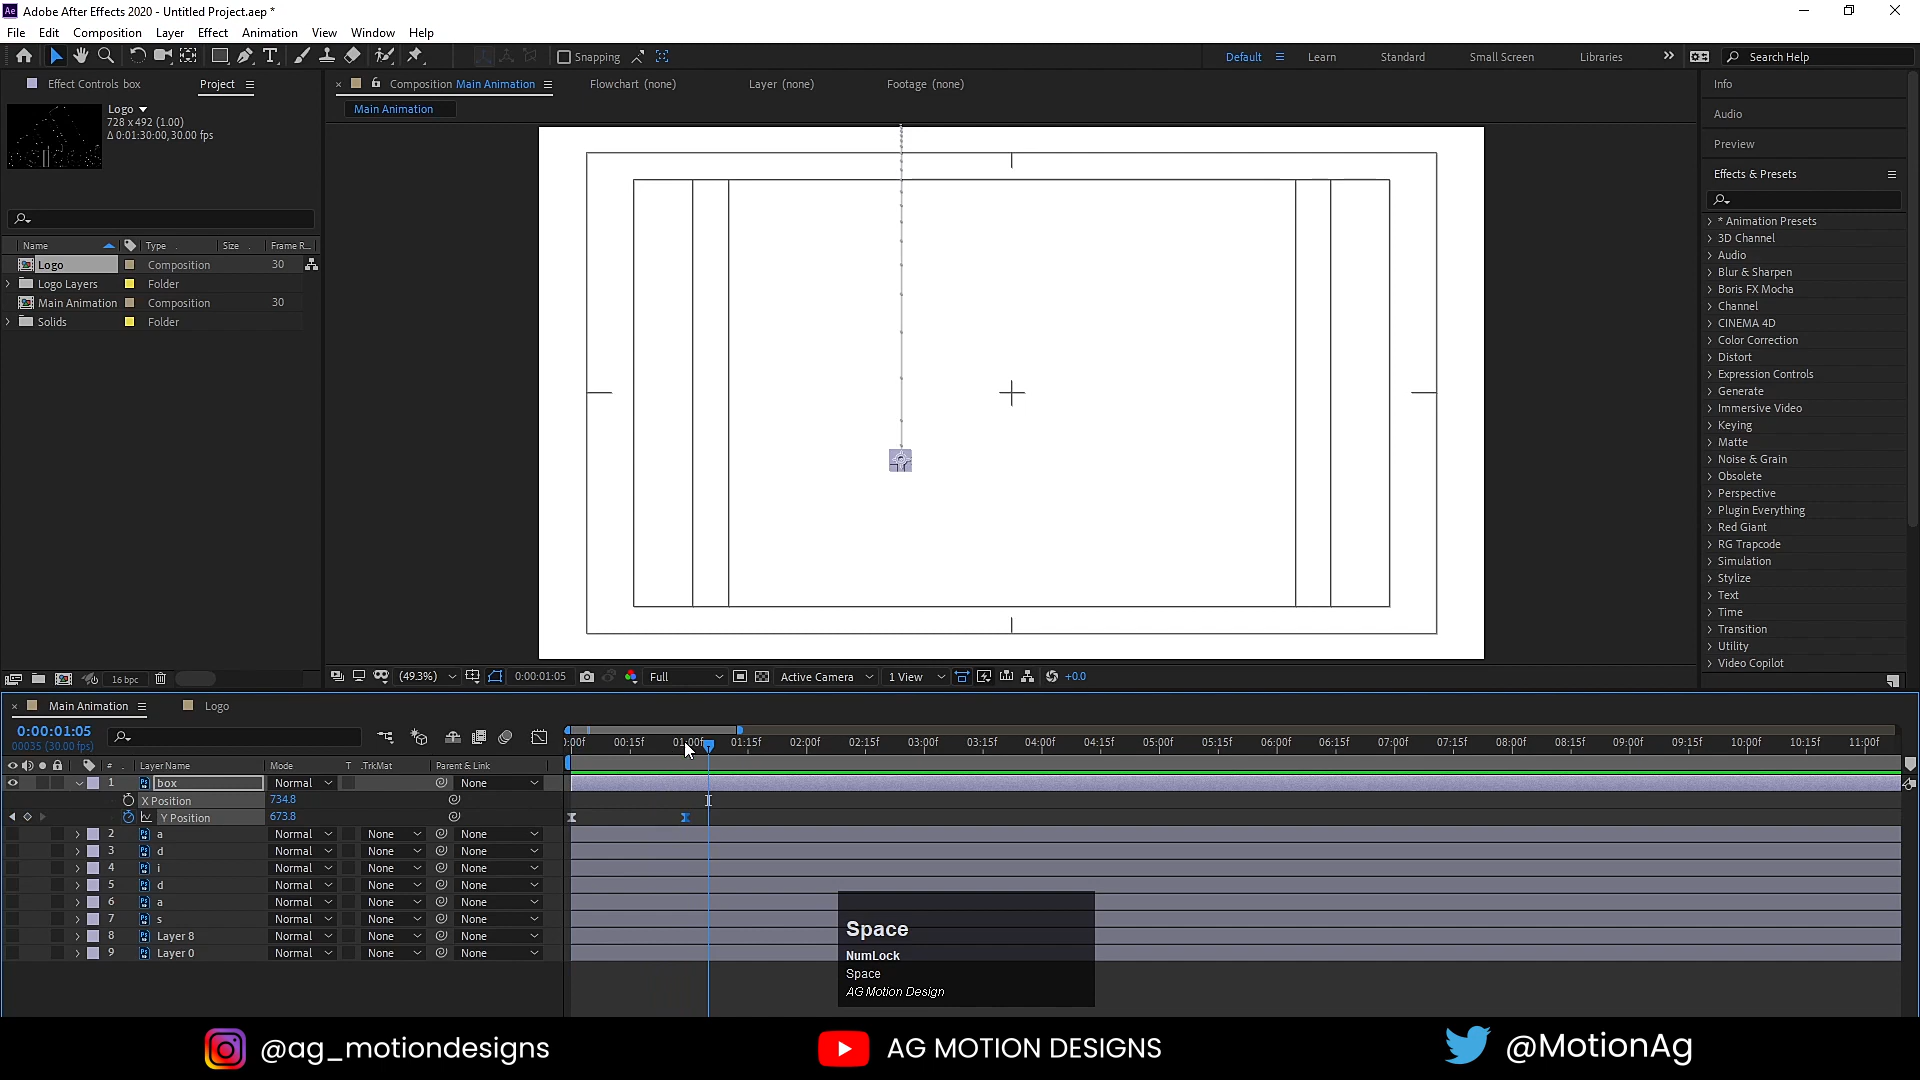 Adobe After Effects 2020 - Untitled Project.aep *
File Edit Composition Layer Effect Animation View Window Help
Snapping
Default Learn Standard Small Screen Libraries Search Help
Effect Controls box Project
Composition Main Animation Flowchart (none) Layer (none) Footage (none)
Main Animation
Logo
728 x 492 (1.00)
Δ 0:01:30:00, 30.00 fps
Name Type Size Frame R...
Logo Composition 30
Logo Layers Folder
Main Animation Composition 30
Solids Folder
16 bpc
(49.3%) 0:00:01:05 Full Active Camera 1 View +0.0
Info
Audio
Preview
Effects & Presets
* Animation Presets
3D Channel
Audio
Blur & Sharpen
Boris FX Mocha
Channel
CINEMA 4D
Color Correction
Distort
Expression Controls
Generate
Immersive Video
Keying
Matte
Noise & Grain
Obsolete
Perspective
Plugin Everything
Red Giant
RG Trapcode
Simulation
Stylize
Text
Time
Transition
Utility
Video Copilot
Main Animation Logo
0:00:01:05
00035 (30.00 fps)
:00f 00:15f 01:00f 01:15f 02:00f 02:15f 03:00f 03:15f 04:00f 04:15f 05:00f 05:15f 06:00f 06:15f 07:00f 07:15f 08:00f 08:15f 09:00f 09:15f 10:00f 10:15f 11:00f
# Layer Name Mode T .TrkMat Parent & Link
1 box Normal None
X Position 734.8
Y Position 673.8
2 a Normal None None
3 d Normal None None
4 i Normal None None
5 d Normal None None
6 a Normal None None
7 s Normal None None
8 Layer 8 Normal None None
9 Layer 0 Normal None None
Space
NumLock
Space
AG Motion Design
@ag_motiondesigns AG MOTION DESIGNS @MotionAg